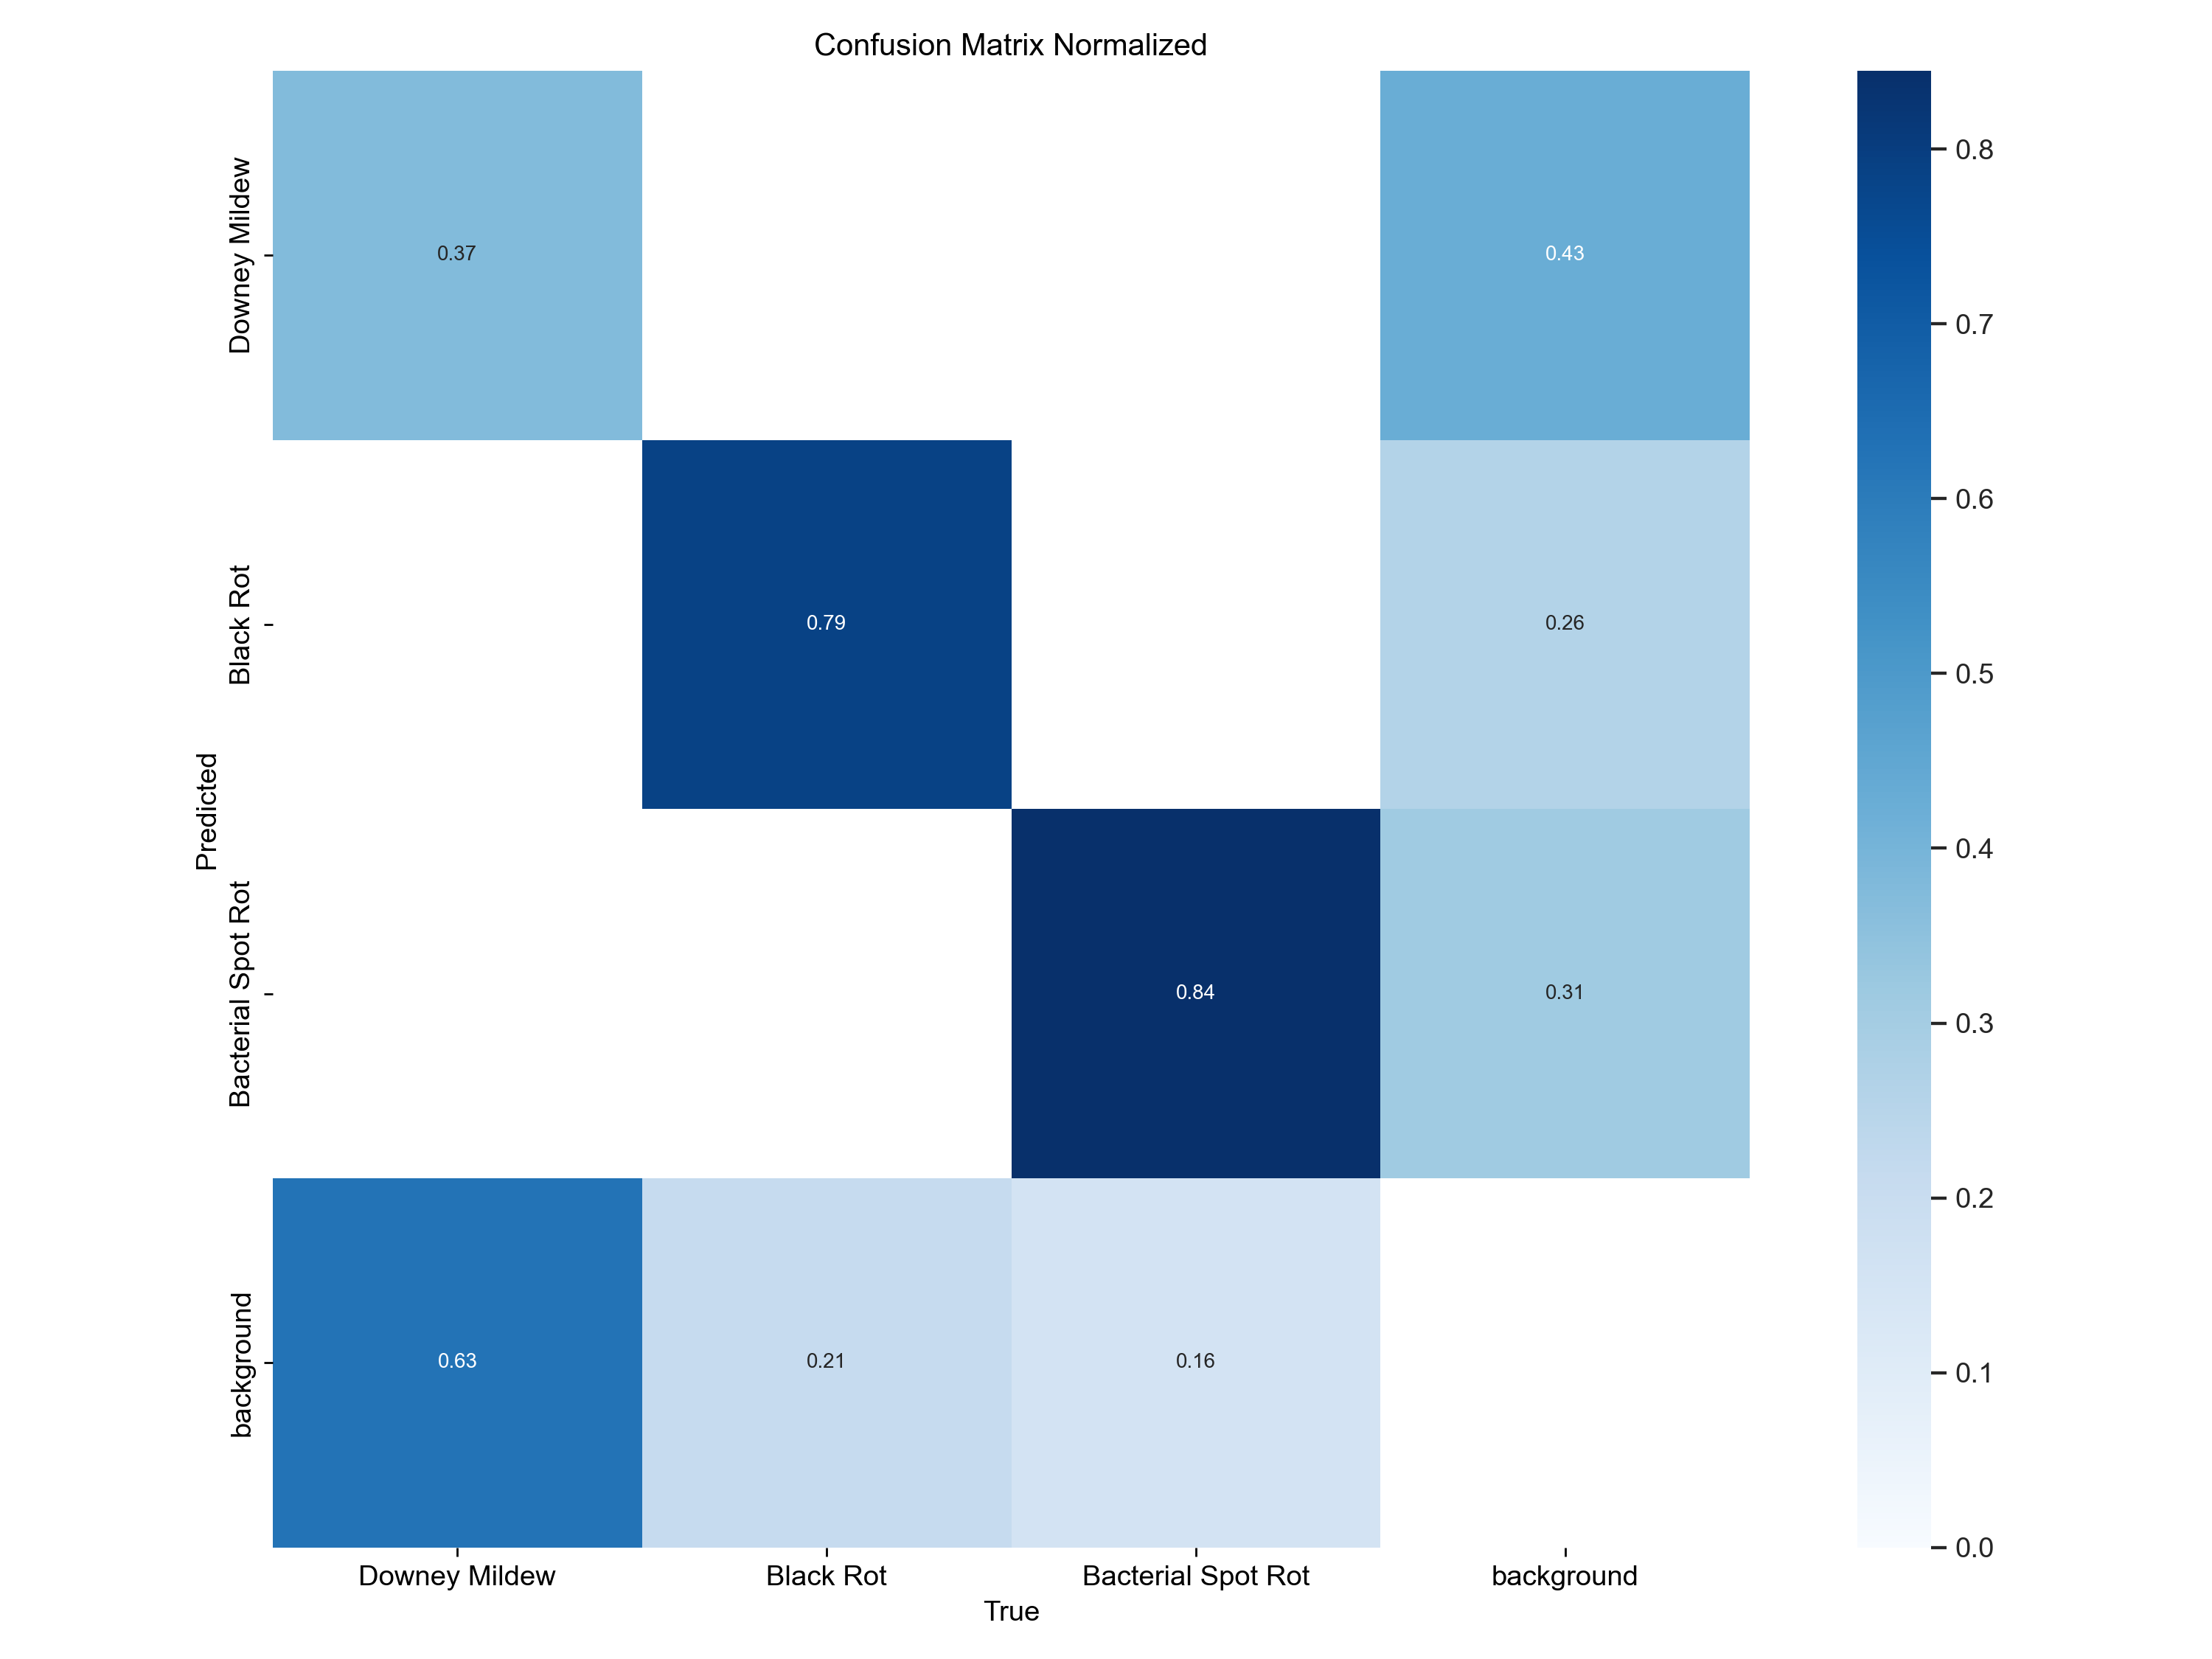 Confusion Matrix Normalized
Predicted
Downey Mildew
Black Rot
Bacterial Spot Rot
background
0.37
0.43
0.79
0.26
0.84
0.31
0.63
0.21
0.16
Downey Mildew
Black Rot
Bacterial Spot Rot
background
True
0.8
0.7
0.6
0.5
0.4
0.3
0.2
0.1
0.0